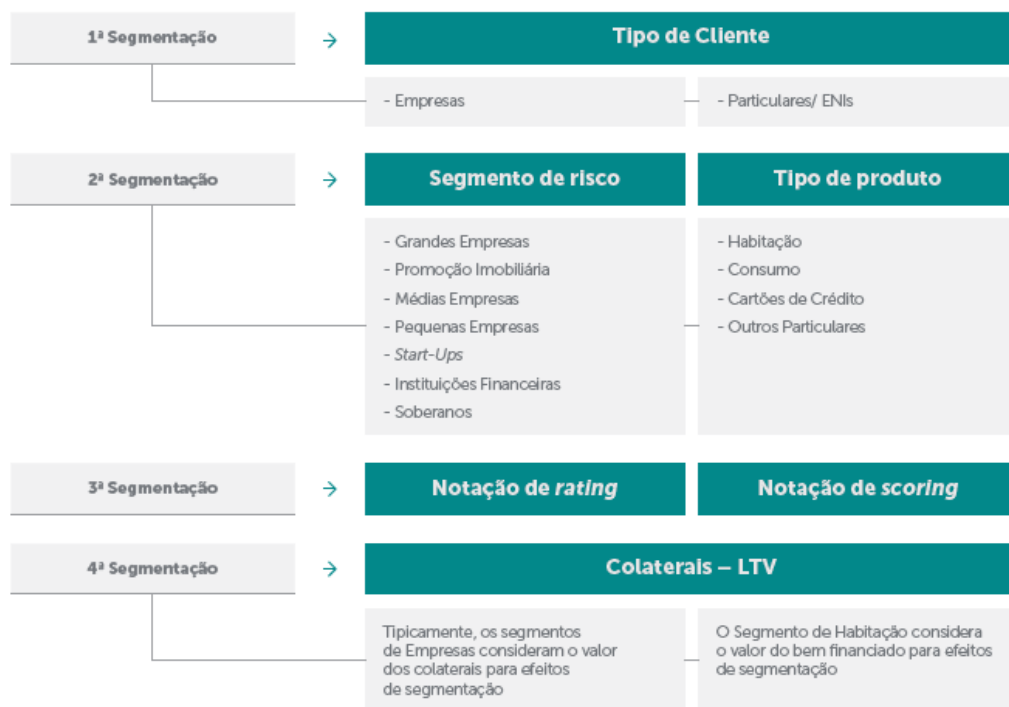 1ª Segmentação
→
Tipo de Cliente
- Empresas
- Particulares/ ENIs
2ª Segmentação
→
Segmento de risco
Tipo de produto
- Grandes Empresas
- Promoção Imobiliária
- Médias Empresas
- Pequenas Empresas
- Start-Ups
- Instituições Financeiras
- Soberanos
- Habitação
- Consumo
- Cartões de Crédito
- Outros Particulares
3ª Segmentação
→
Notação de rating
Notação de scoring
4ª Segmentação
→
Colaterais – LTV
Tipicamente, os segmentos
de Empresas consideram o valor
dos colaterais para efeitos
de segmentação
O Segmento de Habitação considera
o valor do bem financiado para efeitos
de segmentação